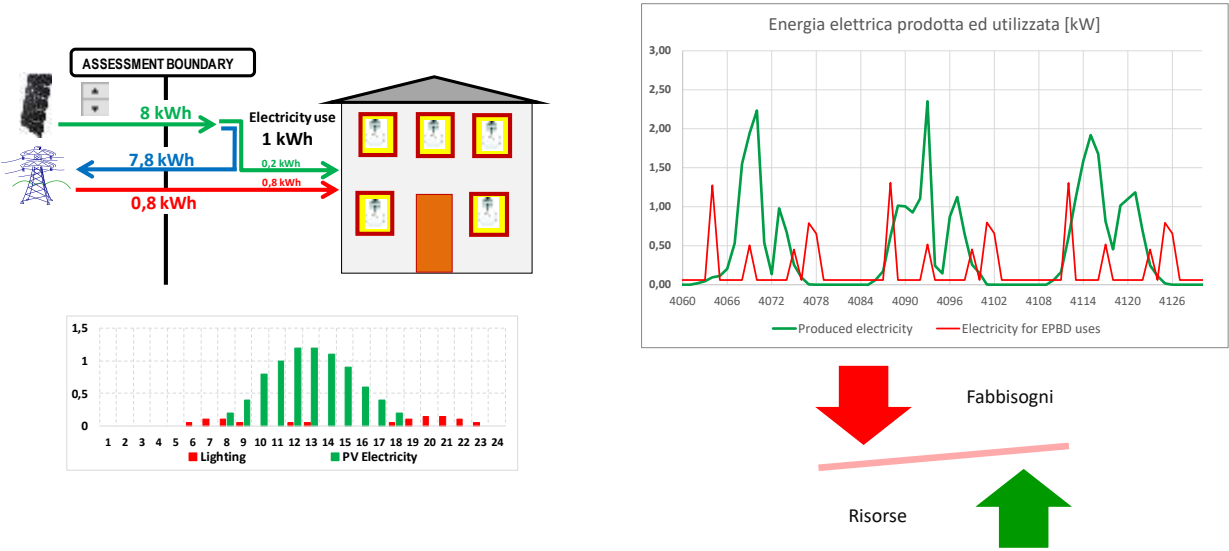 ASSESSMENT BOUNDARY
8 kWh
Electricity use
1 kWh
7,8 kWh
0,2 kWh
0,8 kWh
0,8 kWh
1,5
1
0,5
0
1 2 3 4 5 6 7 8 9 10 11 12 13 14 15 16 17 18 19 20 21 22 23 24
Lighting PV Electricity
Energia elettrica prodotta ed utilizzata [kW]
3,00
2,50
2,00
1,50
1,00
0,50
0,00
4060 4066 4072 4078 4084 4090 4096 4102 4108 4114 4120 4126
Produced electricity Electricity for EPBD uses
Fabbisogni
Risorse